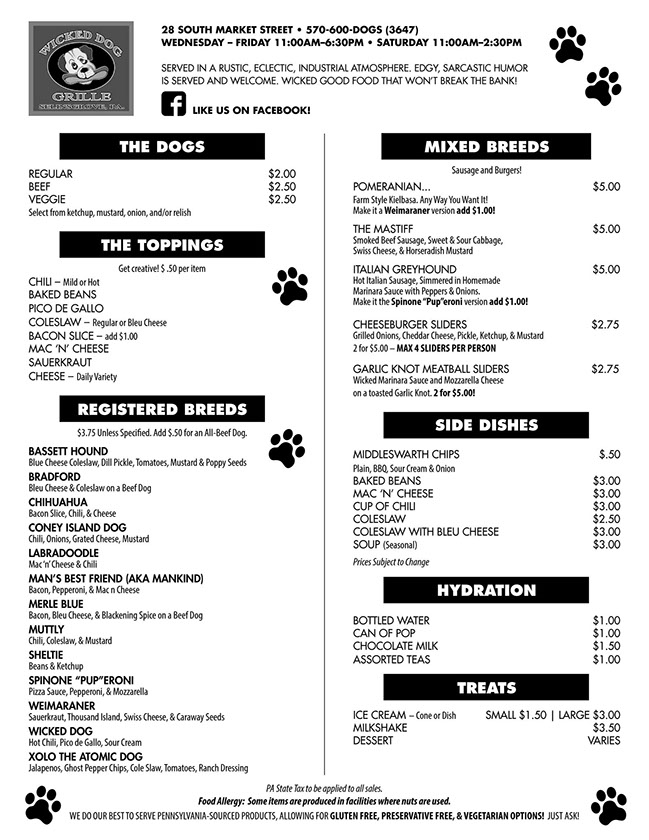 WICKED DOG
GRILLE
SELINSGROVE, PA.
28 SOUTH MARKET STREET • 570-600-DOGS (3647)
WEDNESDAY – FRIDAY 11:00AM–6:30PM • SATURDAY 11:00AM–2:30PM
SERVED IN A RUSTIC, ECLECTIC, INDUSTRIAL ATMOSPHERE. EDGY, SARCASTIC HUMOR
IS SERVED AND WELCOME. WICKED GOOD FOOD THAT WON'T BREAK THE BANK!
f LIKE US ON FACEBOOK!
THE DOGS
REGULAR $2.00
BEEF $2.50
VEGGIE $2.50
Select from ketchup, mustard, onion, and/or relish
THE TOPPINGS
Get creative! $ .50 per item
CHILI – Mild or Hot
BAKED BEANS
PICO DE GALLO
COLESLAW – Regular or Bleu Cheese
BACON SLICE – add $1.00
MAC 'N' CHEESE
SAUERKRAUT
CHEESE – Daily Variety
REGISTERED BREEDS
$3.75 Unless Specified. Add $.50 for an All-Beef Dog.
BASSETT HOUND
Blue Cheese Coleslaw, Dill Pickle, Tomatoes, Mustard & Poppy Seeds
BRADFORD
Bleu Cheese & Coleslaw on a Beef Dog
CHIHUAHUA
Bacon Slice, Chili, & Cheese
CONEY ISLAND DOG
Chili, Onions, Grated Cheese, Mustard
LABRADOODLE
Mac 'n' Cheese & Chili
MAN'S BEST FRIEND (AKA MANKIND)
Bacon, Pepperoni, & Mac n Cheese
MERLE BLUE
Bacon, Bleu Cheese, & Blackening Spice on a Beef Dog
MUTTLY
Chili, Coleslaw, & Mustard
SHELTIE
Beans & Ketchup
SPINONE "PUP"ERONI
Pizza Sauce, Pepperoni, & Mozzarella
WEIMARANER
Sauerkraut, Thousand Island, Swiss Cheese, & Caraway Seeds
WICKED DOG
Hot Chili, Pico de Gallo, Sour Cream
XOLO THE ATOMIC DOG
Jalapenos, Ghost Pepper Chips, Cole Slaw, Tomatoes, Ranch Dressing
MIXED BREEDS
Sausage and Burgers!
POMERANIAN... $5.00
Farm Style Kielbasa. Any Way You Want It!
Make it a Weimaraner version add $1.00!
THE MASTIFF $5.00
Smoked Beef Sausage, Sweet & Sour Cabbage,
Swiss Cheese, & Horseradish Mustard
ITALIAN GREYHOUND $5.00
Hot Italian Sausage, Simmered in Homemade
Marinara Sauce with Peppers & Onions.
Make it the Spinone "Pup"eroni version add $1.00!
CHEESEBURGER SLIDERS $2.75
Grilled Onions, Cheddar Cheese, Pickle, Ketchup, & Mustard
2 for $5.00 – MAX 4 SLIDERS PER PERSON
GARLIC KNOT MEATBALL SLIDERS $2.75
Wicked Marinara Sauce and Mozzarella Cheese
on a toasted Garlic Knot. 2 for $5.00!
SIDE DISHES
MIDDLESWARTH CHIPS $.50
Plain, BBQ, Sour Cream & Onion
BAKED BEANS $3.00
MAC 'N' CHEESE $3.00
CUP OF CHILI $3.00
COLESLAW $2.50
COLESLAW WITH BLEU CHEESE $3.00
SOUP (Seasonal) $3.00
Prices Subject to Change
HYDRATION
BOTTLED WATER $1.00
CAN OF POP $1.00
CHOCOLATE MILK $1.50
ASSORTED TEAS $1.00
TREATS
ICE CREAM – Cone or Dish SMALL $1.50 | LARGE $3.00
MILKSHAKE $3.50
DESSERT VARIES
PA State Tax to be applied to all sales.
Food Allergy: Some items are produced in facilities where nuts are used.
WE DO OUR BEST TO SERVE PENNSYLVANIA-SOURCED PRODUCTS, ALLOWING FOR GLUTEN FREE, PRESERVATIVE FREE, & VEGETARIAN OPTIONS! JUST ASK!